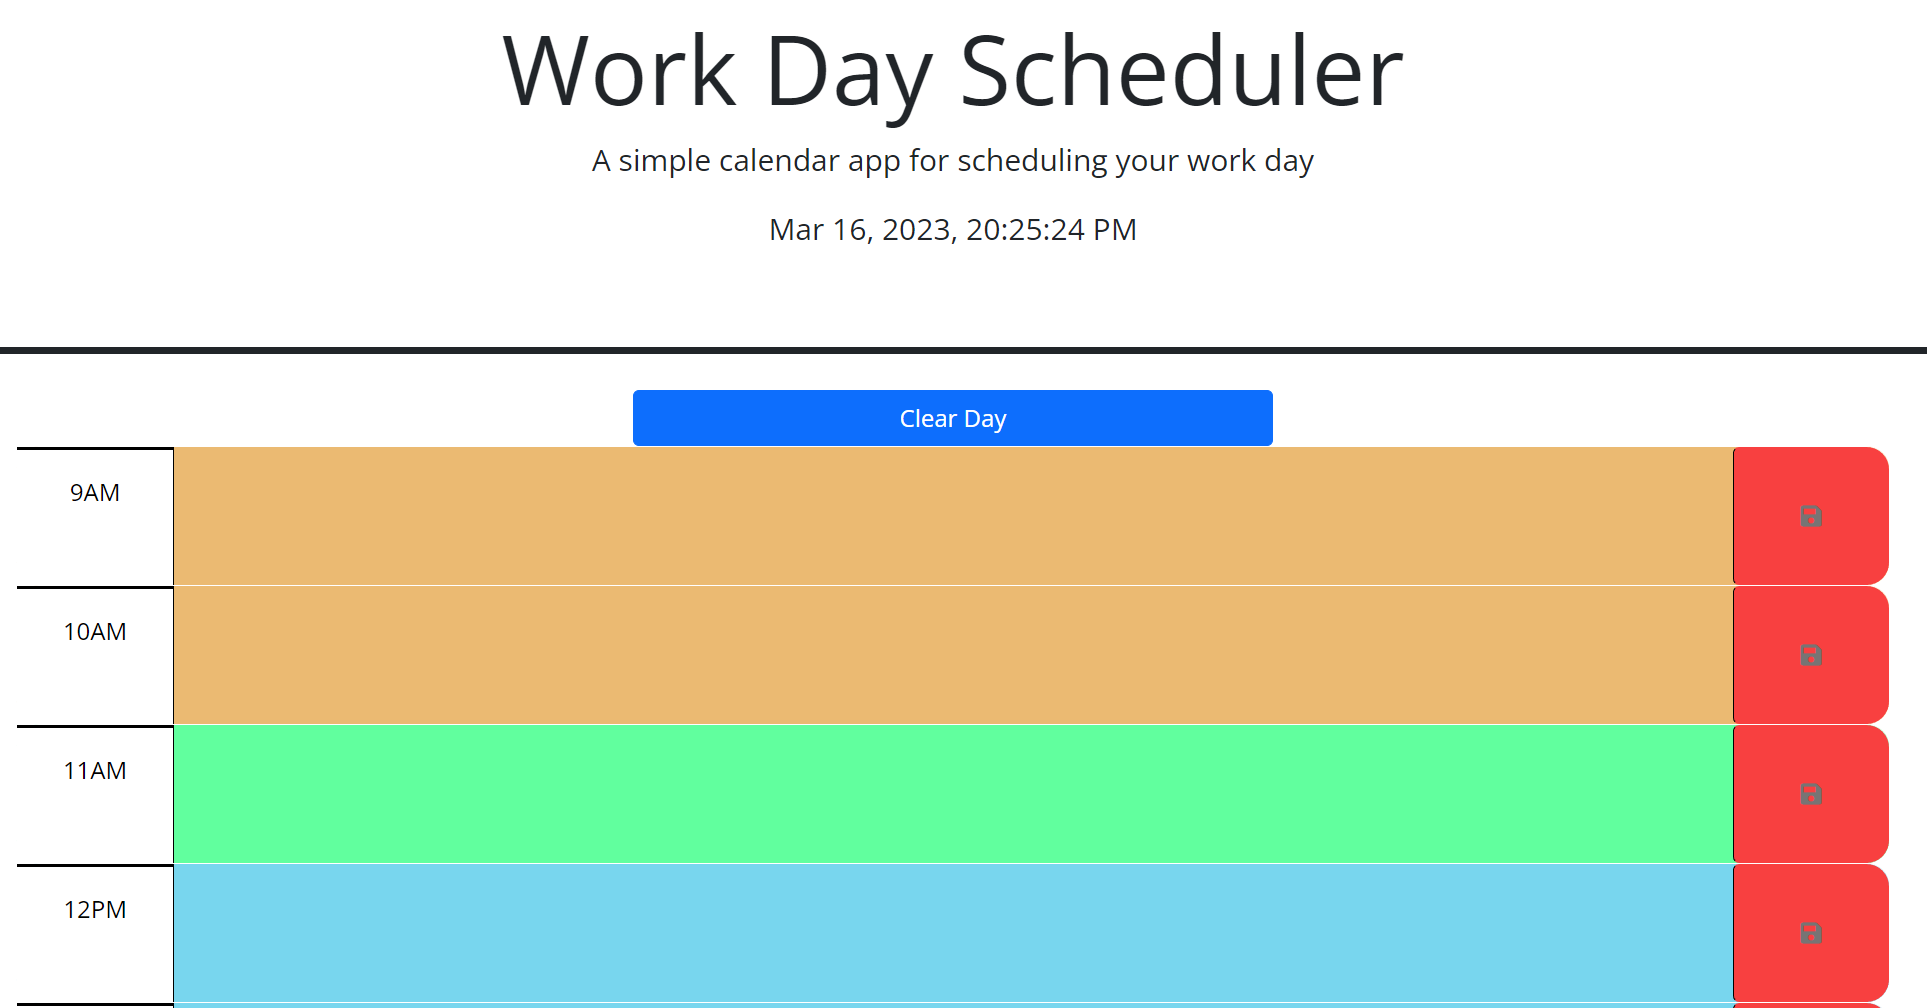 Work Day Scheduler
A simple calendar app for scheduling your work day
Mar 16, 2023, 20:25:24 PM
Clear Day
9AM
10AM
11AM
12PM